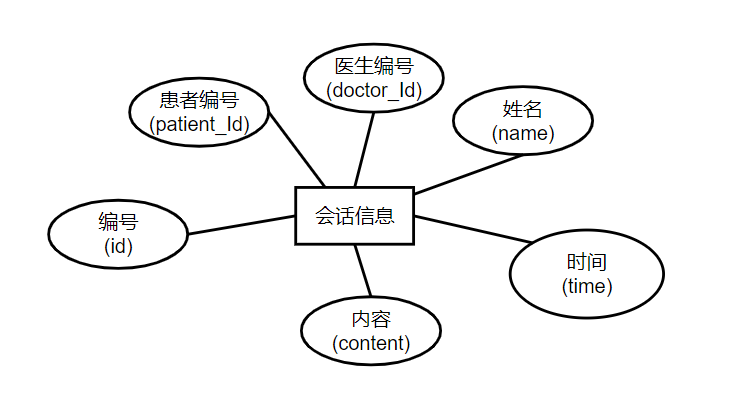 医生编号
(doctor_Id)
患者编号
(patient_Id)
姓名
(name)
会话信息
编号
(id)
时间
(time)
内容
(content)